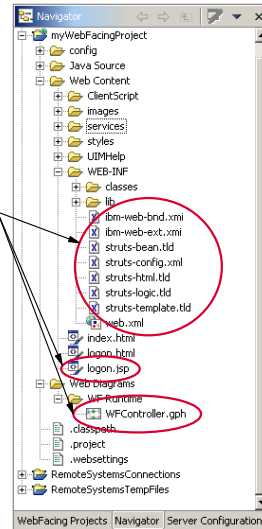 Navigator
myWebFacingProject
config
Java Source
Web Content
ClientScript
images
services
styles
UIMHelp
WEB-INF
classes
lib
ibm-web-bnd.xmi
ibm-web-ext.xmi
struts-bean.tld
struts-config.xml
struts-html.tld
struts-logic.tld
struts-template.tld
web.xml
index.html
logon.html
logon.jsp
Web Diagrams
WF Runtime
WFController.gph
.classpath
.project
.websettings
RemoteSystemsConnections
RemoteSystemsTempFiles
WebFacing Projects Navigator Server Configuration